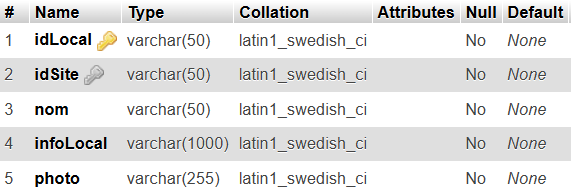 # Name Type Collation Attributes Null Default
1 idLocal varchar(50) latin1_swedish_ci No None
2 idSite varchar(50) latin1_swedish_ci No None
3 nom varchar(50) latin1_swedish_ci No None
4 infoLocal varchar(1000) latin1_swedish_ci No None
5 photo varchar(255) latin1_swedish_ci No None